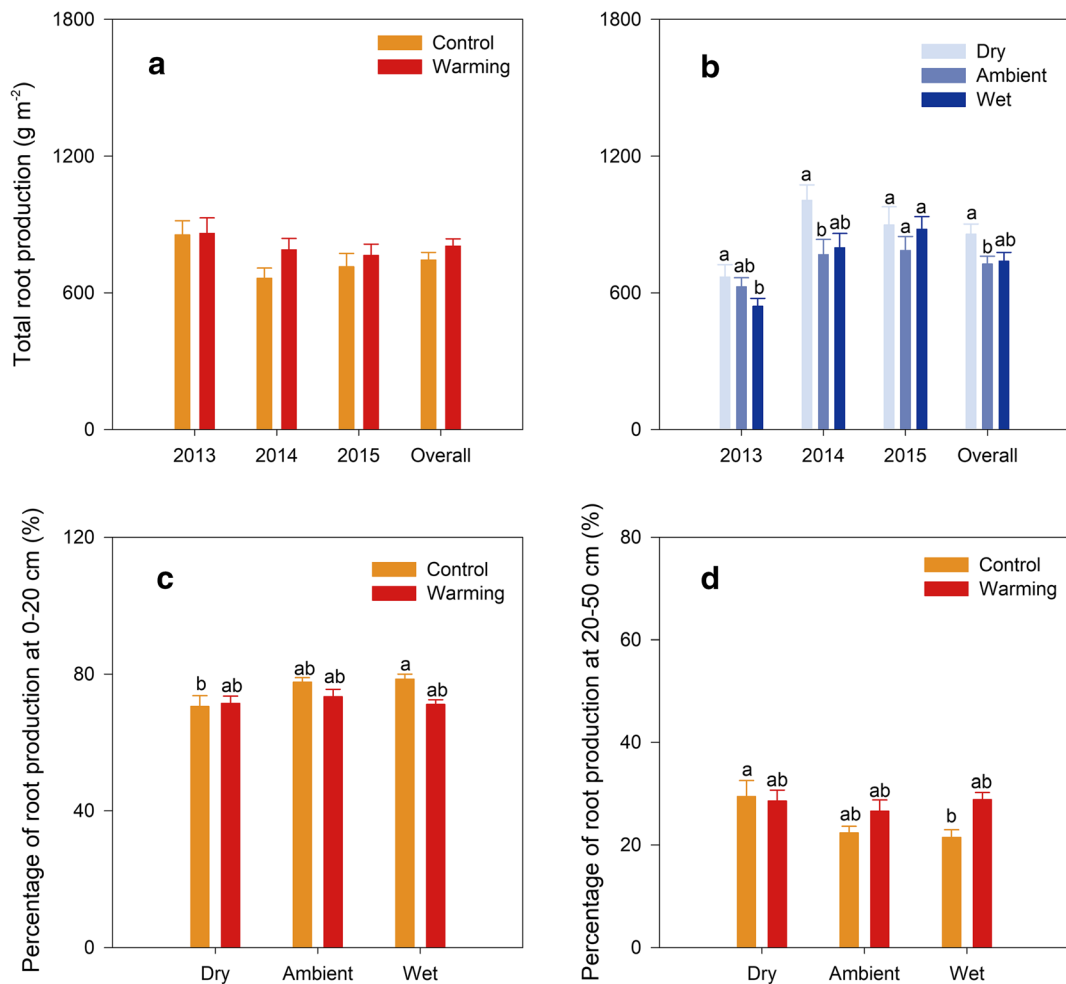 Total root production (g m⁻²)
1800
1200
600
0
a
Control
Warming
2013 2014 2015 Overall
1800
1200
600
0
b
Dry
Ambient
Wet
a ab b
a b ab
a a a
a b ab
2013 2014 2015 Overall
Percentage of root production at 0-20 cm (%)
120
80
40
0
c
Control
Warming
b ab ab ab a ab
Dry Ambient Wet
Percentage of root production at 20-50 cm (%)
80
60
40
20
0
d
Control
Warming
a ab ab ab b ab
Dry Ambient Wet